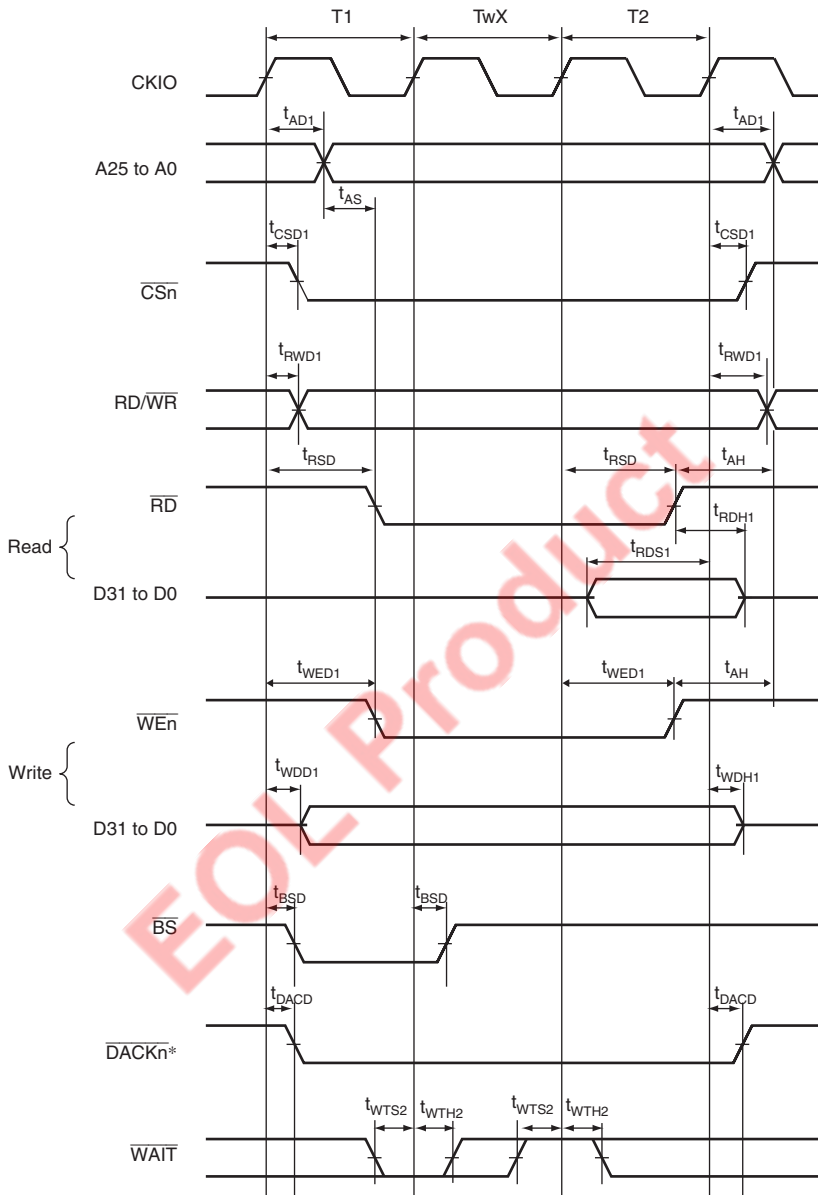 T1 TwX T2
CKIO
tAD1 tAD1
A25 to A0
tAS
tCSD1 tCSD1
CSn
tRWD1 tRWD1
RD/WR
tRSD tRSD tAH
RD
tRDH1
Read
tRDS1
D31 to D0
tWED1 tWED1 tAH
WEn
Write
tWDD1 tWDH1
D31 to D0
tBSD tBSD
BS
tDACD tDACD
DACKn*
tWTS2 tWTH2 tWTS2 tWTH2
WAIT
EOL Product